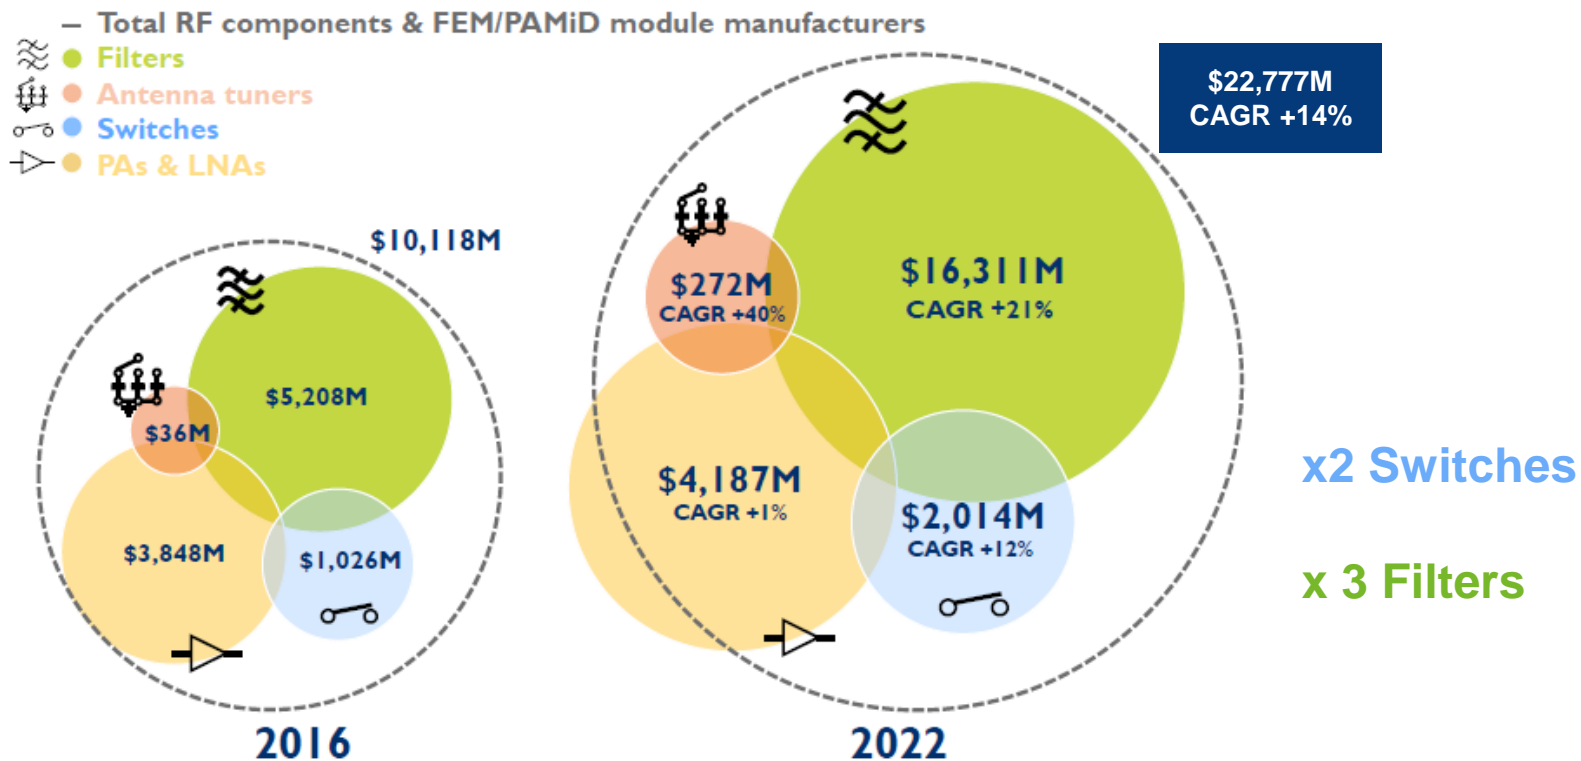 Total RF components & FEM/PAMiD module manufacturers
Filters
Antenna tuners
Switches
PAs & LNAs
$10,118M
$5,208M
$36M
$3,848M
$1,026M
2016
$22,777M
CAGR +14%
$272M
CAGR +40%
$16,311M
CAGR +21%
$4,187M
CAGR +1%
$2,014M
CAGR +12%
2022
x2 Switches
x 3 Filters